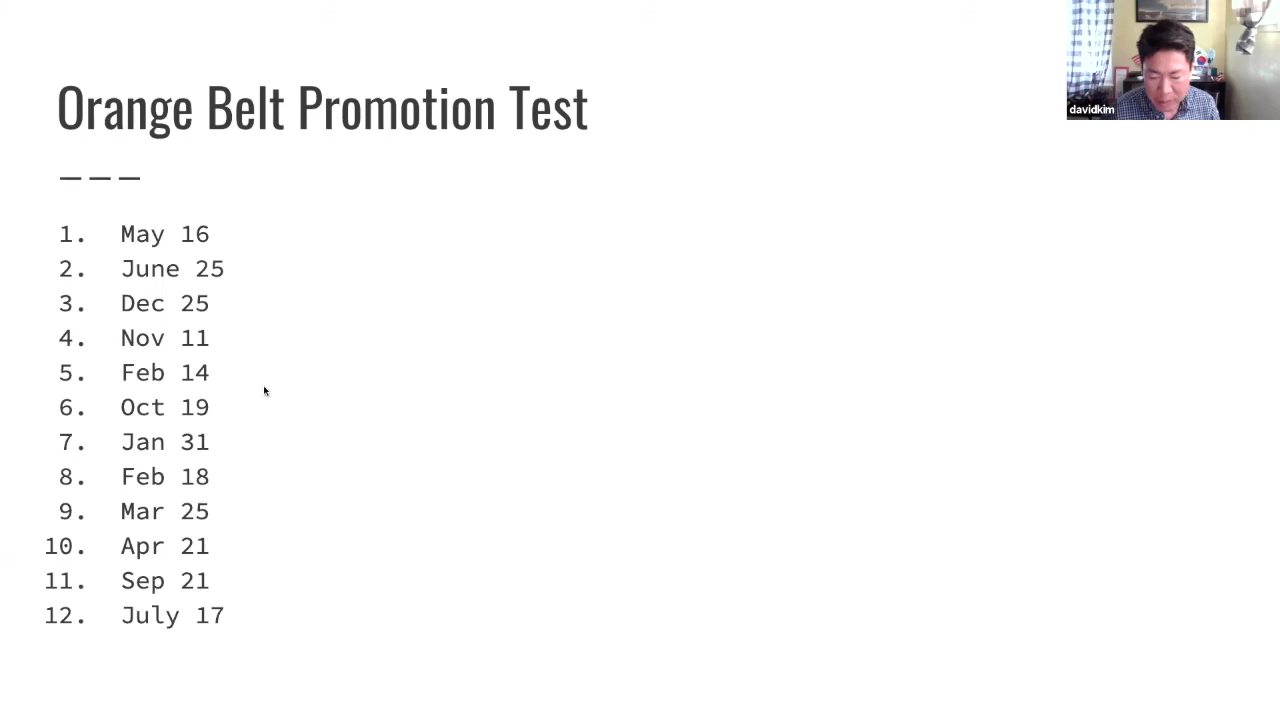 Orange Belt Promotion Test
1. May 16
2. June 25
3. Dec 25
4. Nov 11
5. Feb 14
6. Oct 19
7. Jan 31
8. Feb 18
9. Mar 25
10. Apr 21
11. Sep 21
12. July 17
davidkim